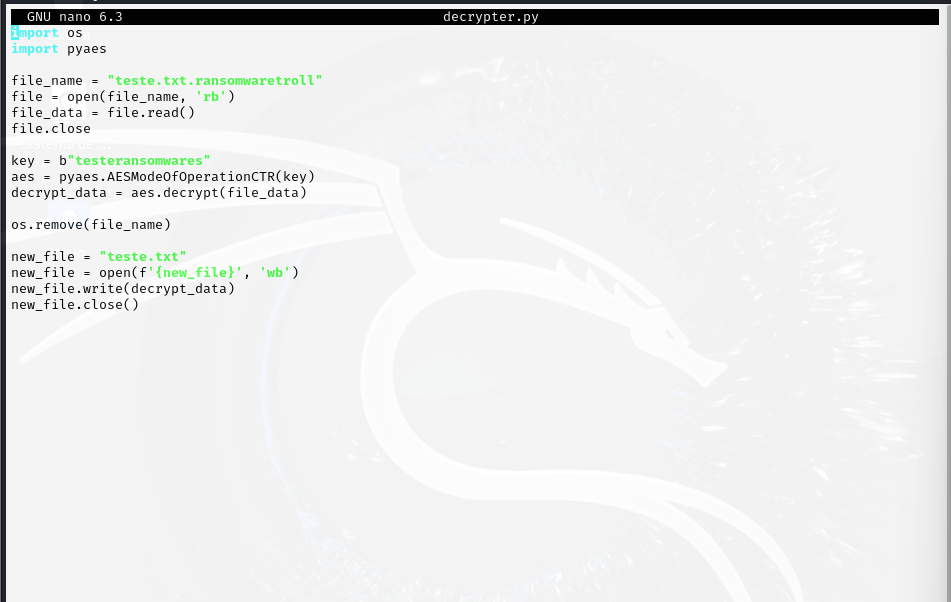 GNU nano 6.3 decrypter.py
import os
import pyaes
file_name = "teste.txt.ransomwaretroll"
file = open(file_name, 'rb')
file_data = file.read()
file.close
key = b"testeransomwares"
aes = pyaes.AESModeOfOperationCTR(key)
decrypt_data = aes.decrypt(file_data)
os.remove(file_name)
new_file = "teste.txt"
new_file = open(f'{new_file}', 'wb')
new_file.write(decrypt_data)
new_file.close()